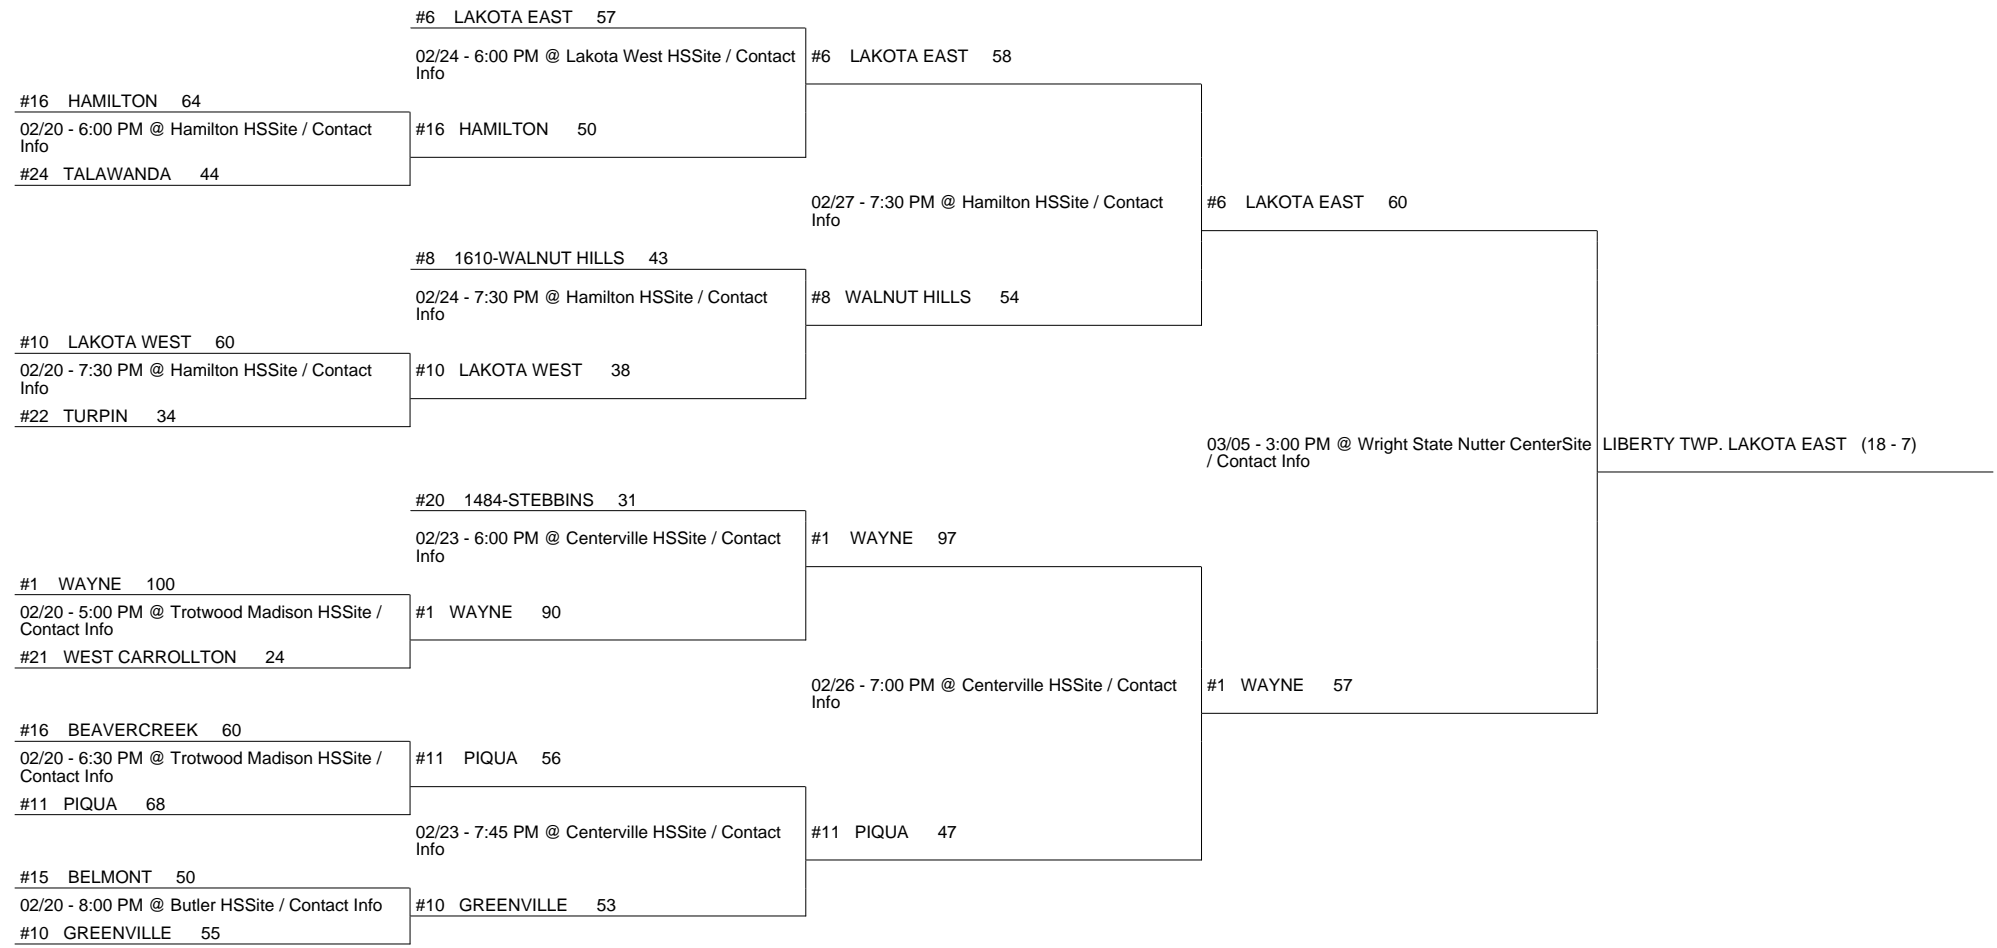 #6 LAKOTA EAST 57
02/24 - 6:00 PM @ Lakota West HSSite / Contact
Info
#6 LAKOTA EAST 58
#16 HAMILTON 64
02/20 - 6:00 PM @ Hamilton HSSite / Contact
Info
#16 HAMILTON 50
#24 TALAWANDA 44
02/27 - 7:30 PM @ Hamilton HSSite / Contact
Info
#6 LAKOTA EAST 60
#8 1610-WALNUT HILLS 43
02/24 - 7:30 PM @ Hamilton HSSite / Contact
Info
#8 WALNUT HILLS 54
#10 LAKOTA WEST 60
02/20 - 7:30 PM @ Hamilton HSSite / Contact
Info
#10 LAKOTA WEST 38
#22 TURPIN 34
03/05 - 3:00 PM @ Wright State Nutter CenterSite
/ Contact Info
LIBERTY TWP. LAKOTA EAST (18 - 7)
#20 1484-STEBBINS 31
02/23 - 6:00 PM @ Centerville HSSite / Contact
Info
#1 WAYNE 97
#1 WAYNE 100
02/20 - 5:00 PM @ Trotwood Madison HSSite /
Contact Info
#1 WAYNE 90
#21 WEST CARROLLTON 24
02/26 - 7:00 PM @ Centerville HSSite / Contact
Info
#1 WAYNE 57
#16 BEAVERCREEK 60
02/20 - 6:30 PM @ Trotwood Madison HSSite /
Contact Info
#11 PIQUA 56
#11 PIQUA 68
02/23 - 7:45 PM @ Centerville HSSite / Contact
Info
#11 PIQUA 47
#15 BELMONT 50
02/20 - 8:00 PM @ Butler HSSite / Contact Info
#10 GREENVILLE 53
#10 GREENVILLE 55